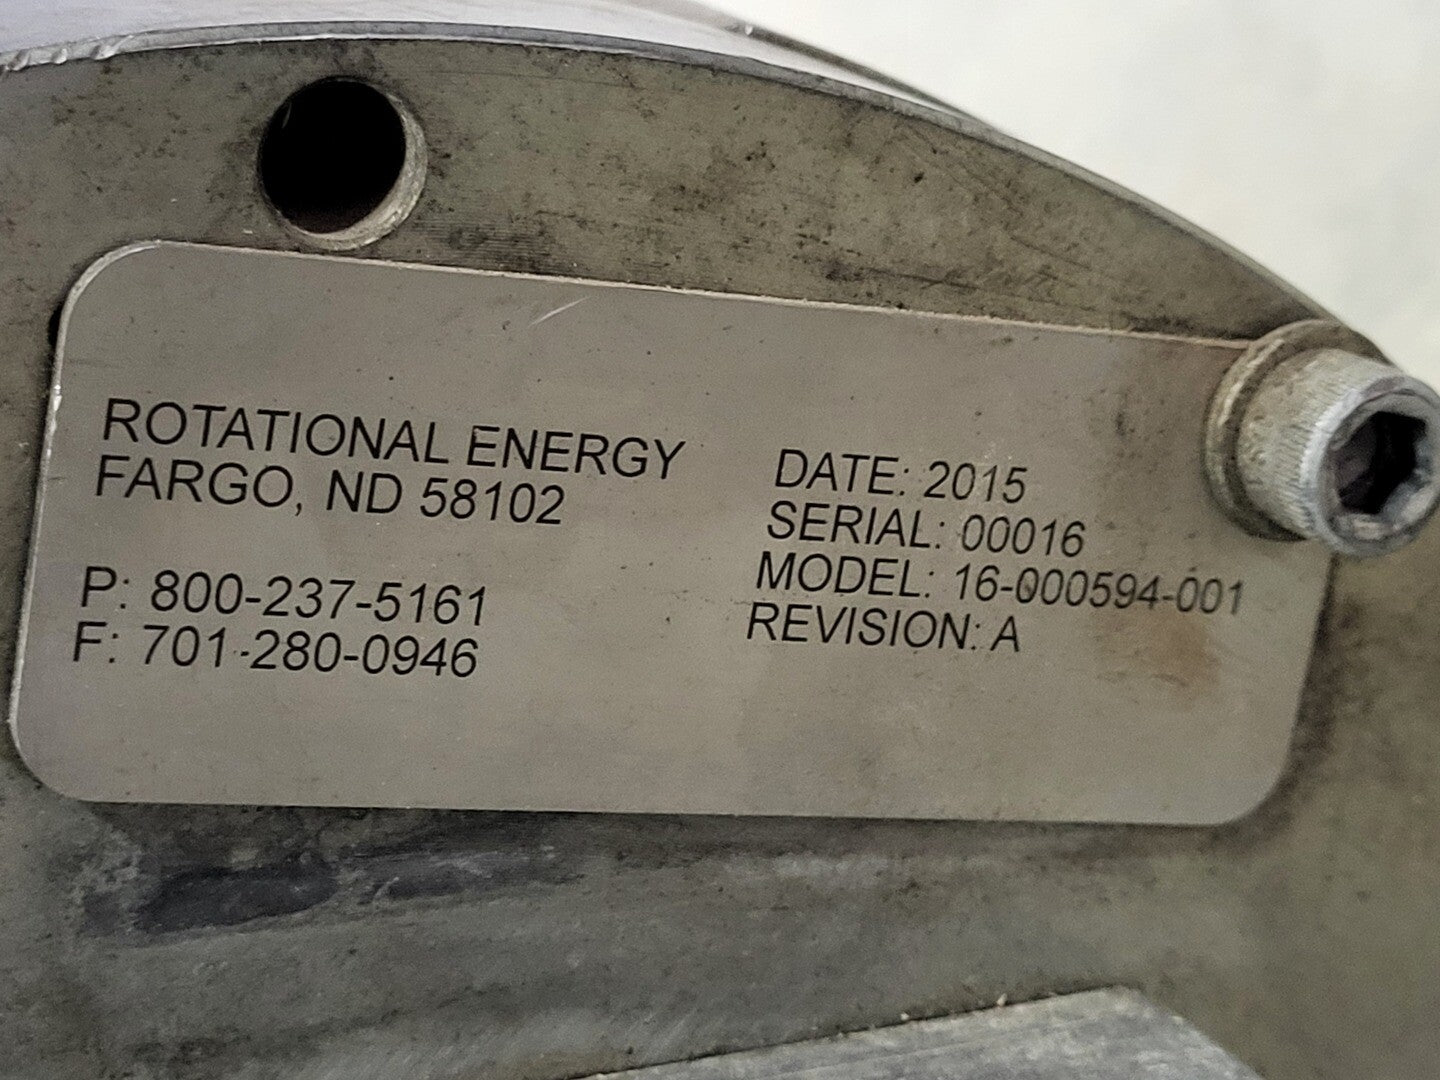 ROTATIONAL ENERGY
FARGO, ND 58102
P: 800-237-5161
F: 701-280-0946
DATE: 2015
SERIAL: 00016
MODEL: 16-000594-001
REVISION: A